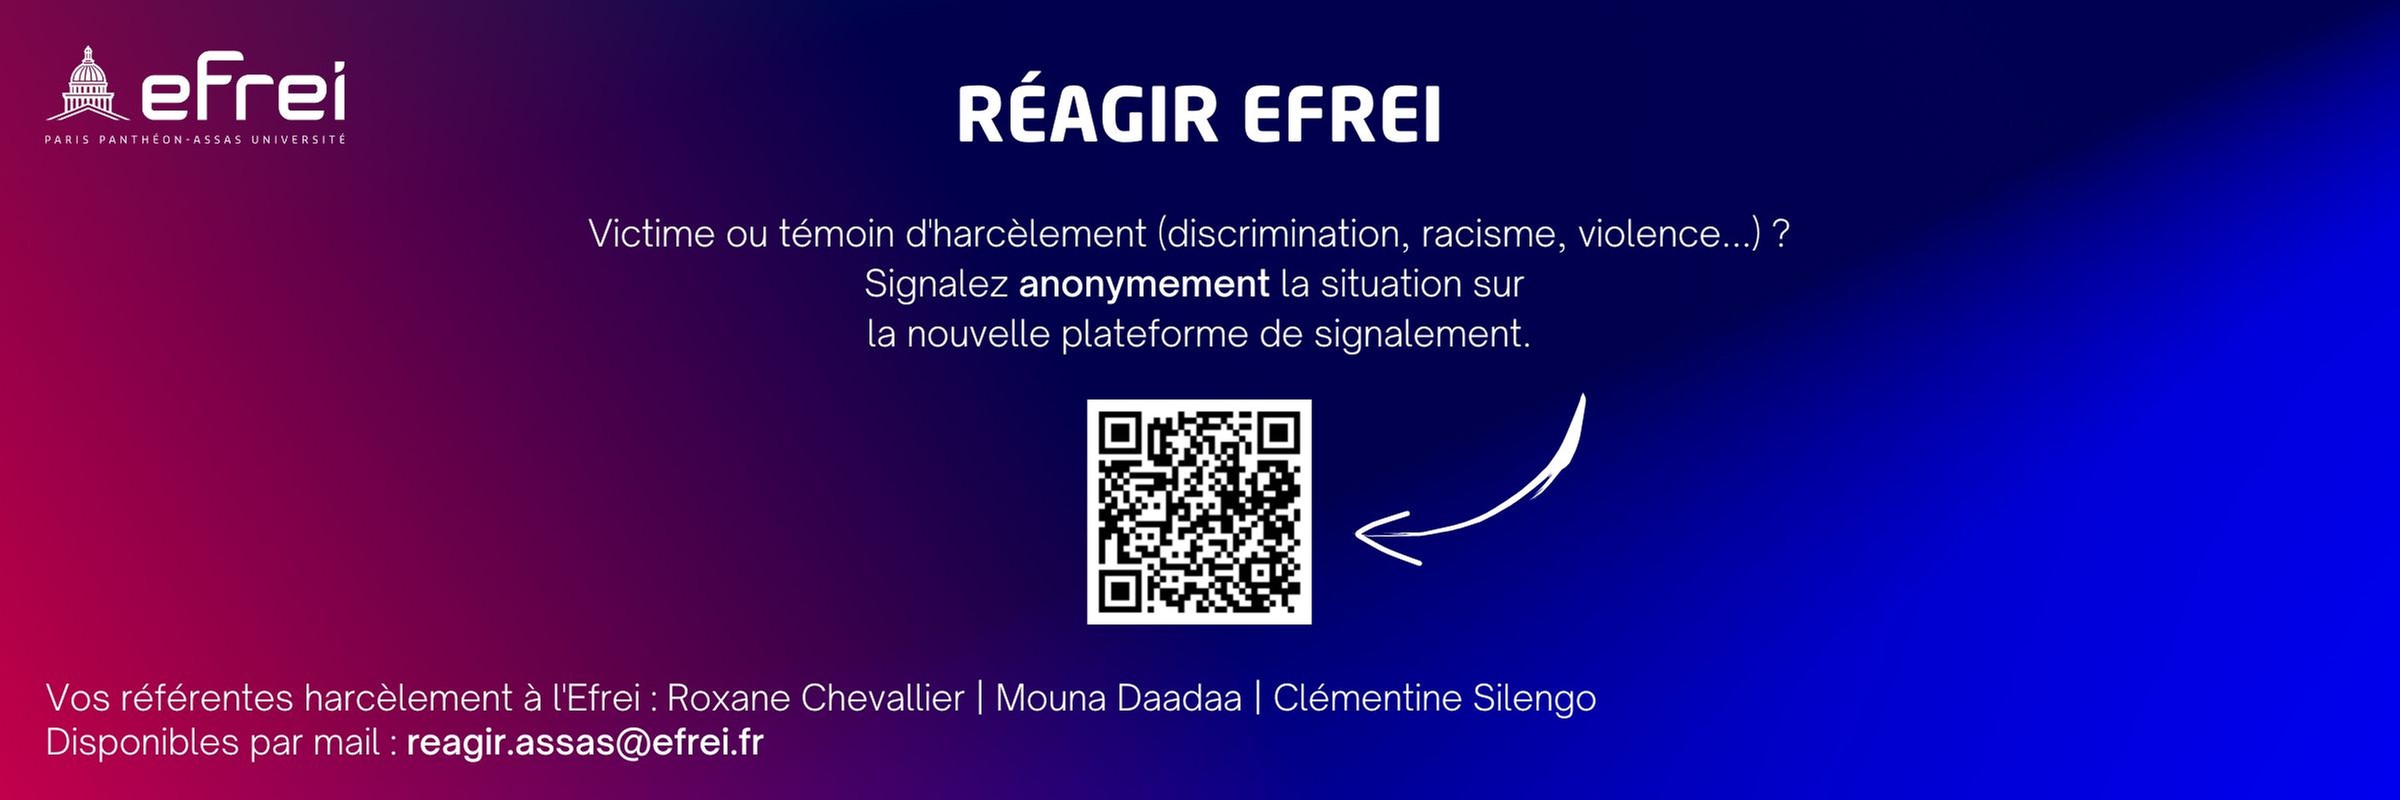 efrei
PARIS PANTHÉON-ASSAS UNIVERSITÉ
RÉAGIR EFREI
Victime ou témoin d'harcèlement (discrimination, racisme, violence...) ?
Signalez anonymement la situation sur
la nouvelle plateforme de signalement.
Vos référentes harcèlement à l'Efrei : Roxane Chevallier | Mouna Daadaa | Clémentine Silengo
Disponibles par mail : reagir.assas@efrei.fr